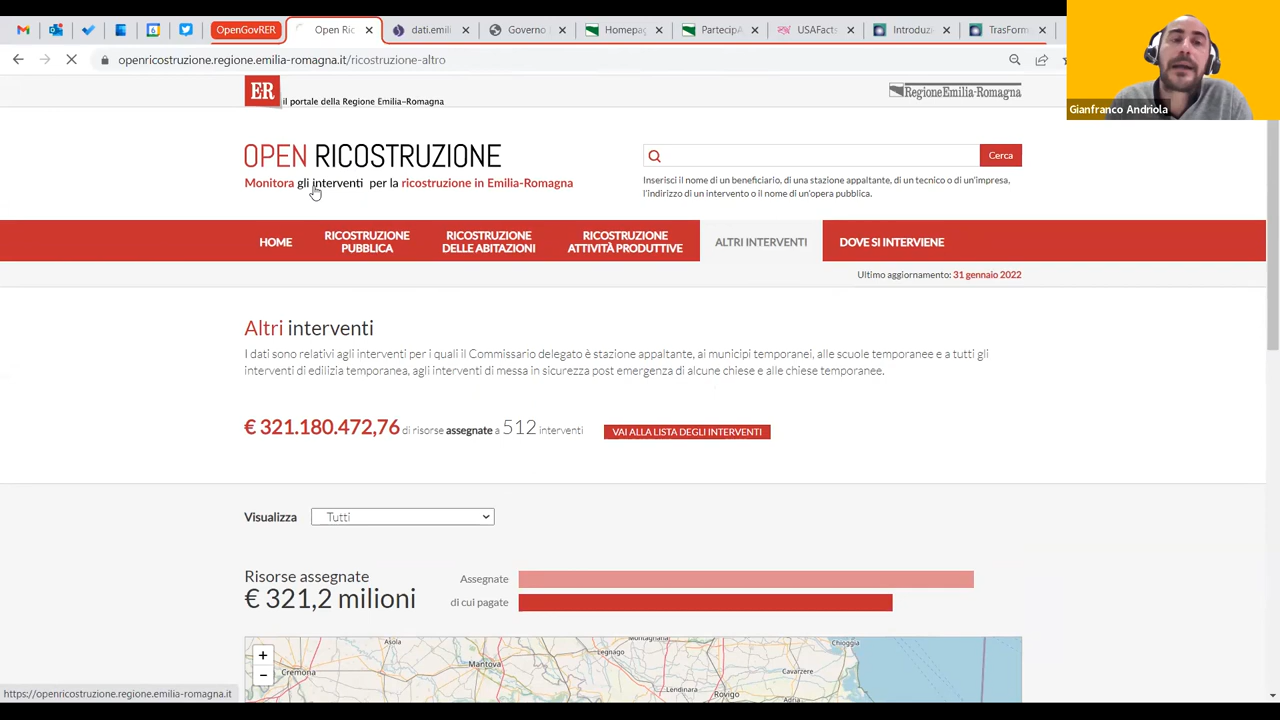 OpenGovRER
Open Ric
dati.emili
Governo
Homepag
Partecip
USAFacts
Introduz
TrasForm
openricostruzione.regione.emilia-romagna.it/ricostruzione-altro
Gianfranco Andriola
E·R il portale della Regione Emilia-Romagna
RegioneEmilia-Romagna
OPEN RICOSTRUZIONE
Monitora gli interventi per la ricostruzione in Emilia-Romagna
Cerca
Inserisci il nome di un beneficiario, di una stazione appaltante, di un tecnico o di un'impresa,
l'indirizzo di un intervento o il nome di un'opera pubblica.
HOME
RICOSTRUZIONE
PUBBLICA
RICOSTRUZIONE
DELLE ABITAZIONI
RICOSTRUZIONE
ATTIVITÀ PRODUTTIVE
ALTRI INTERVENTI
DOVE SI INTERVIENE
Ultimo aggiornamento: 31 gennaio 2022
Altri interventi
I dati sono relativi agli interventi per i quali il Commissario delegato è stazione appaltante, ai municipi temporanei, alle scuole temporanee e a tutti gli
interventi di edilizia temporanea, agli interventi di messa in sicurezza post emergenza di alcune chiese e alle chiese temporanee.
€ 321.180.472,76 di risorse assegnate a 512 interventi
VAI ALLA LISTA DEGLI INTERVENTI
Visualizza Tutti
Risorse assegnate
€ 321,2 milioni
Assegnate
di cui pagate
+
−
Asola
Montagnana
Chioggia
Cremona
Mantova
Legnago
Cavarzere
Lendinara
Rovigo
Adria
https://openricostruzione.regione.emilia-romagna.it